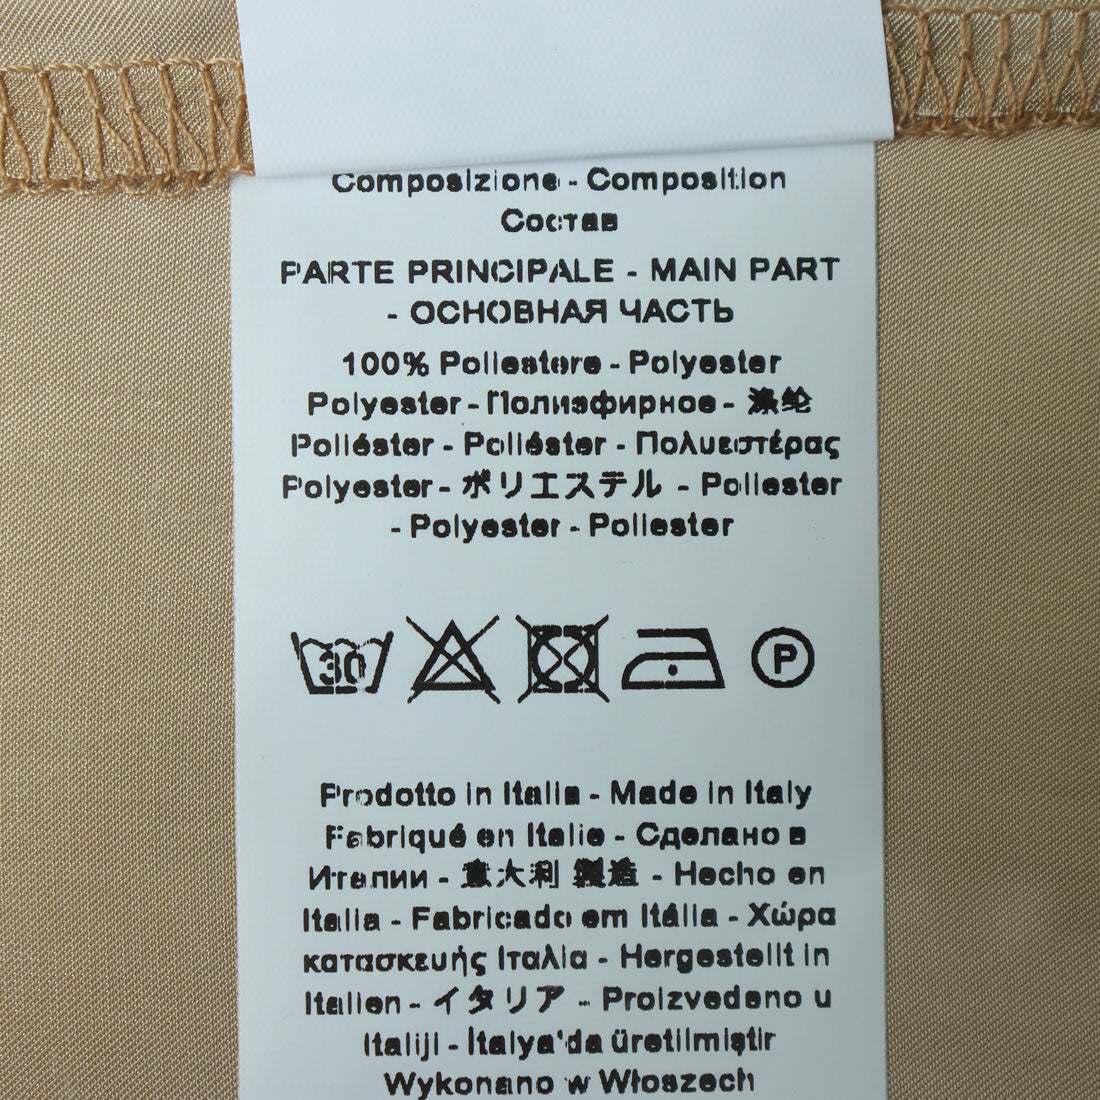 Composizione - Composition
Состав
PARTE PRINCIPALE - MAIN PART
- ОСНОВНАЯ ЧАСТЬ
100% Poliestere - Polyester
Polyester - Полиэфирное - 涤纶
Poliéster - Poliéster - Πολυεστέρας
Polyester - ポリエステル - Poliester
- Polyester - Poliester
30
P
Prodotto in Italia - Made in Italy
Fabriqué en Italie - Сделано в
Италии - 意大利 製造 - Hecho en
Italia - Fabricado em Itália - Χώρα
κατασκευής Ιταλία - Hergestellt in
Italien - イタリア - Proizvedeno u
Italiji - İtalya'da üretilmiştir
Wykonano w Włoszech